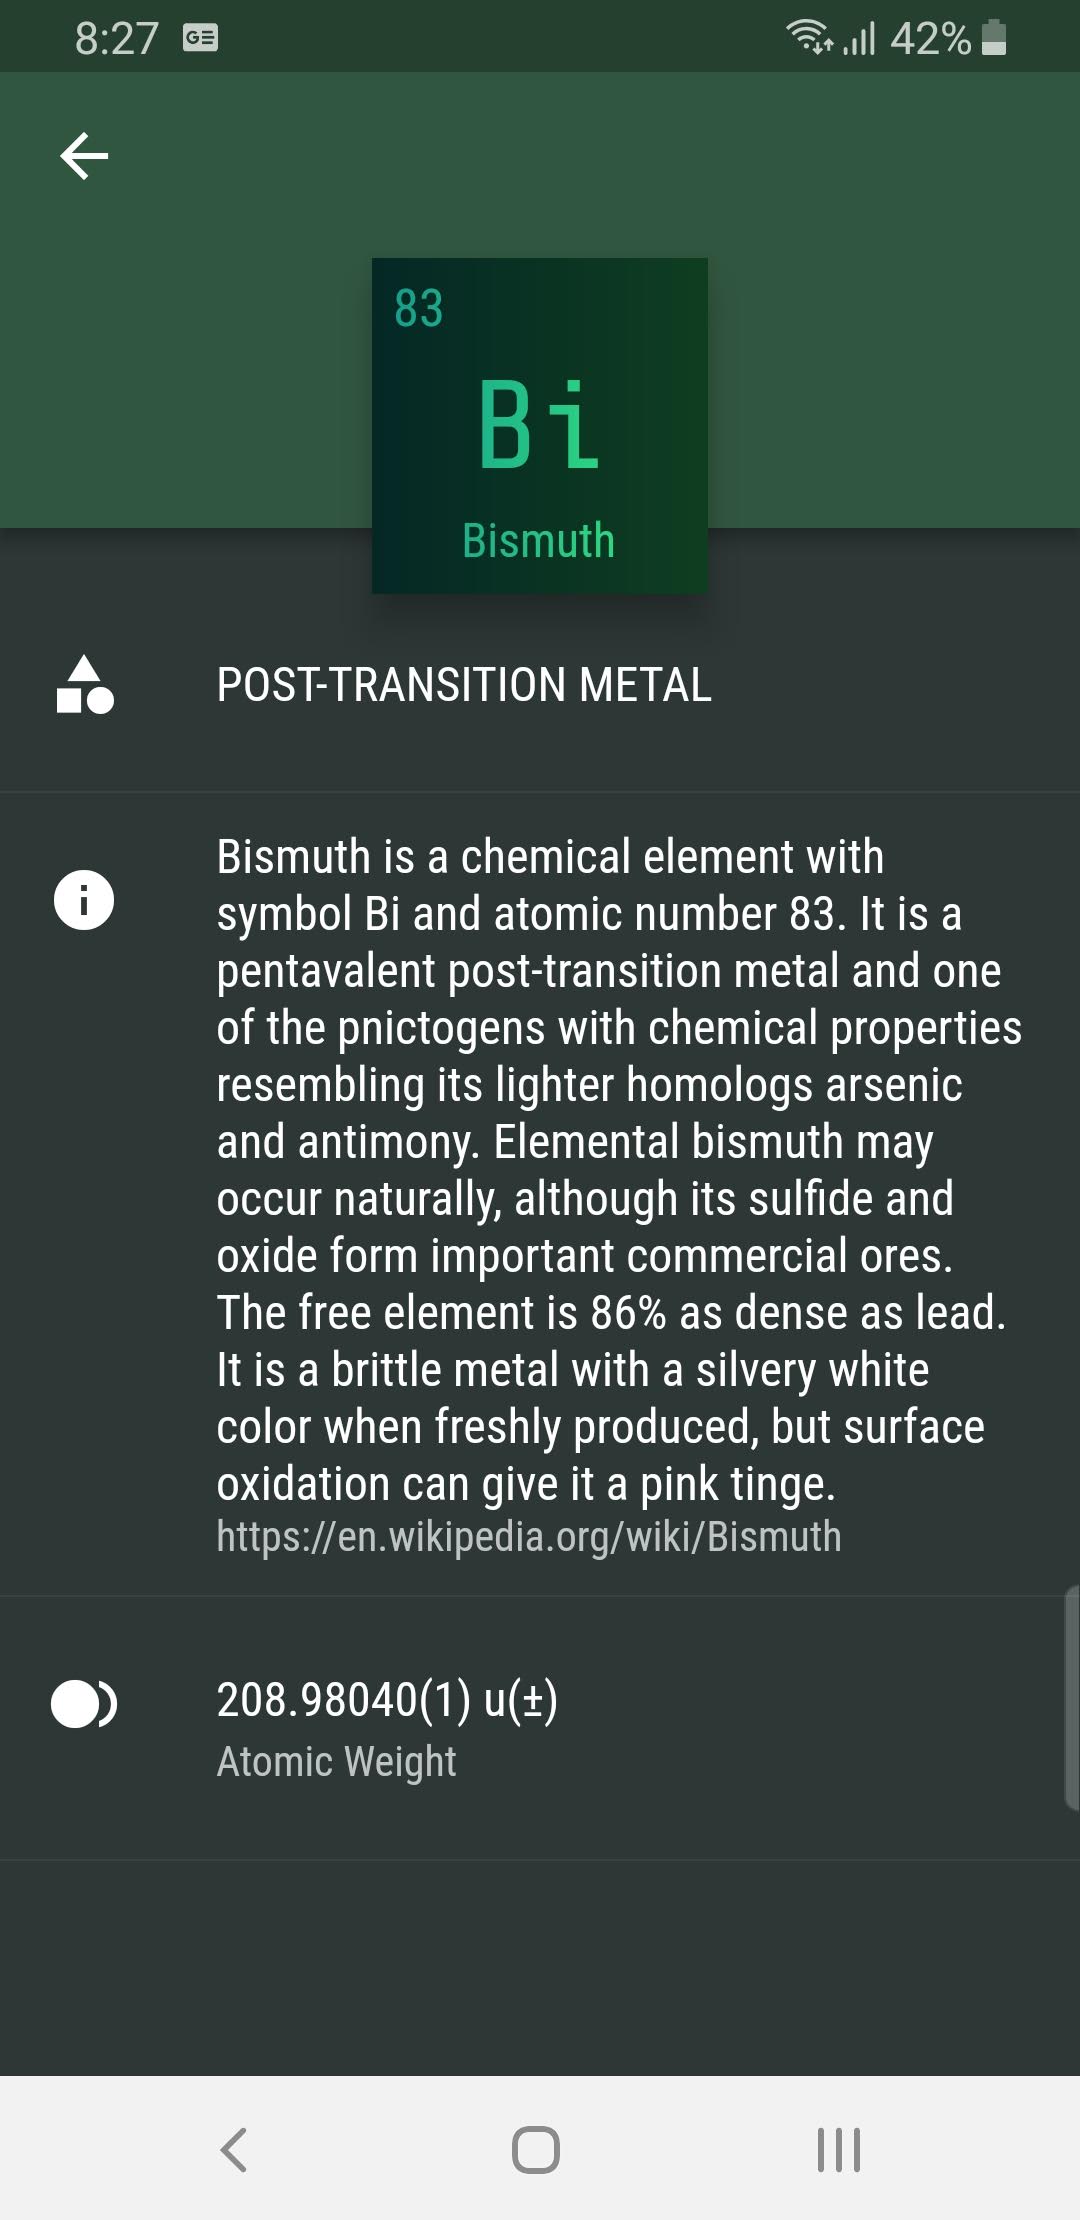 8:27 GE 42%
83
Bi
Bismuth
POST-TRANSITION METAL
Bismuth is a chemical element with
symbol Bi and atomic number 83. It is a
pentavalent post-transition metal and one
of the pnictogens with chemical properties
resembling its lighter homologs arsenic
and antimony. Elemental bismuth may
occur naturally, although its sulfide and
oxide form important commercial ores.
The free element is 86% as dense as lead.
It is a brittle metal with a silvery white
color when freshly produced, but surface
oxidation can give it a pink tinge.
https://en.wikipedia.org/wiki/Bismuth
208.98040(1) u(±)
Atomic Weight